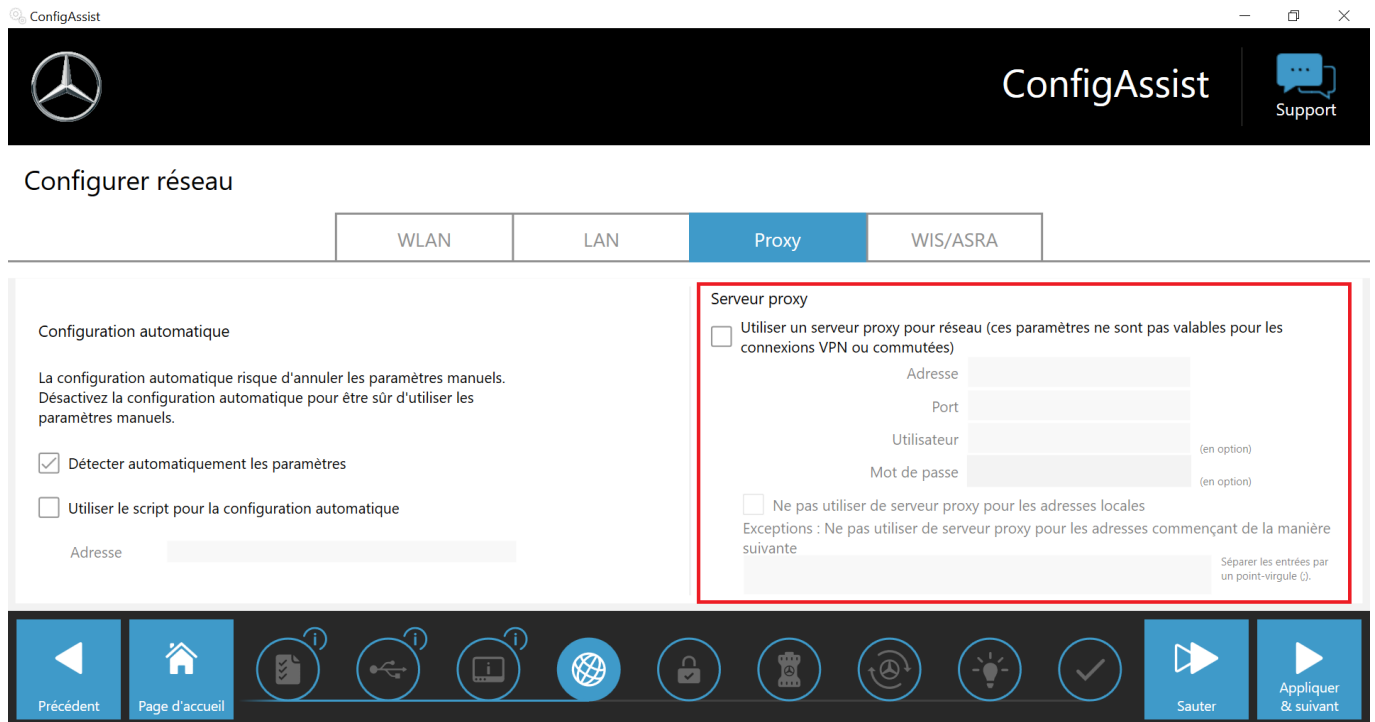 ConfigAssist
ConfigAssist
Support
Configurer réseau
WLAN
LAN
Proxy
WIS/ASRA
Configuration automatique
La configuration automatique risque d'annuler les paramètres manuels.
Désactivez la configuration automatique pour être sûr d'utiliser les
paramètres manuels.
Détecter automatiquement les paramètres
Utiliser le script pour la configuration automatique
Adresse
Serveur proxy
Utiliser un serveur proxy pour réseau (ces paramètres ne sont pas valables pour les
connexions VPN ou commutées)
Adresse
Port
Utilisateur
(en option)
Mot de passe
(en option)
Ne pas utiliser de serveur proxy pour les adresses locales
Exceptions : Ne pas utiliser de serveur proxy pour les adresses commençant de la manière
suivante
Séparer les entrées par
un point-virgule (;).
Précédent
Page d'accueil
Sauter
Appliquer
& suivant